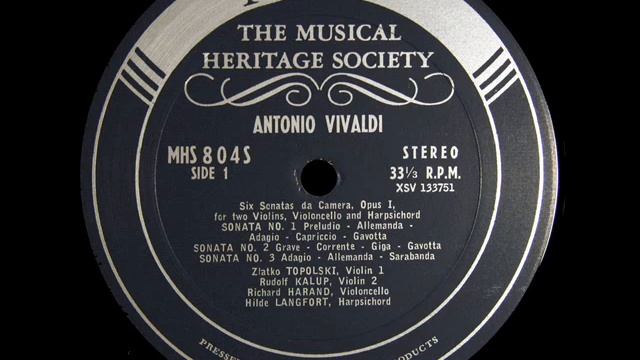 THE MUSICAL
HERITAGE SOCIETY
ANTONIO VIVALDI
MHS 804S
SIDE 1
STEREO
33⅓ R.P.M.
XSV 133751
Six Sonatas da Camera, Opus I,
for two Violins, Violoncello and Harpsichord
SONATA NO. 1 Preludio - Allemanda -
Adagio - Capriccio - Gavotta
SONATA NO. 2 Grave - Corrente - Giga - Gavotta
SONATA NO. 3 Adagio - Allemanda - Sarabanda
Zlatko TOPOLSKI, Violin 1
Rudolf KALUP, Violin 2
Richard HARAND, Violoncello
Hilde LANGFORT, Harpsichord